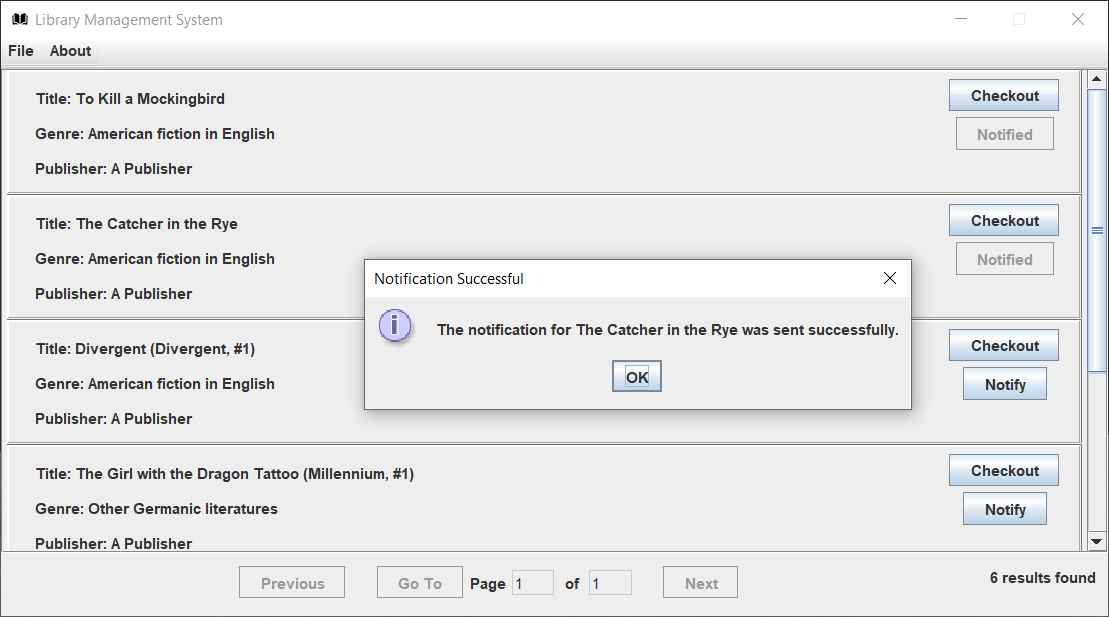 Library Management System
File About
Title: To Kill a Mockingbird
Checkout
Genre: American fiction in English
Notified
Publisher: A Publisher
Title: The Catcher in the Rye
Checkout
Genre: American fiction in English
Notified
Publisher: A Publisher
Notification Successful
i
The notification for The Catcher in the Rye was sent successfully.
OK
Title: Divergent (Divergent, #1)
Checkout
Genre: American fiction in English
Notify
Publisher: A Publisher
Title: The Girl with the Dragon Tattoo (Millennium, #1)
Checkout
Genre: Other Germanic literatures
Notify
Publisher: A Publisher
Previous Go To Page 1 of 1 Next 6 results found